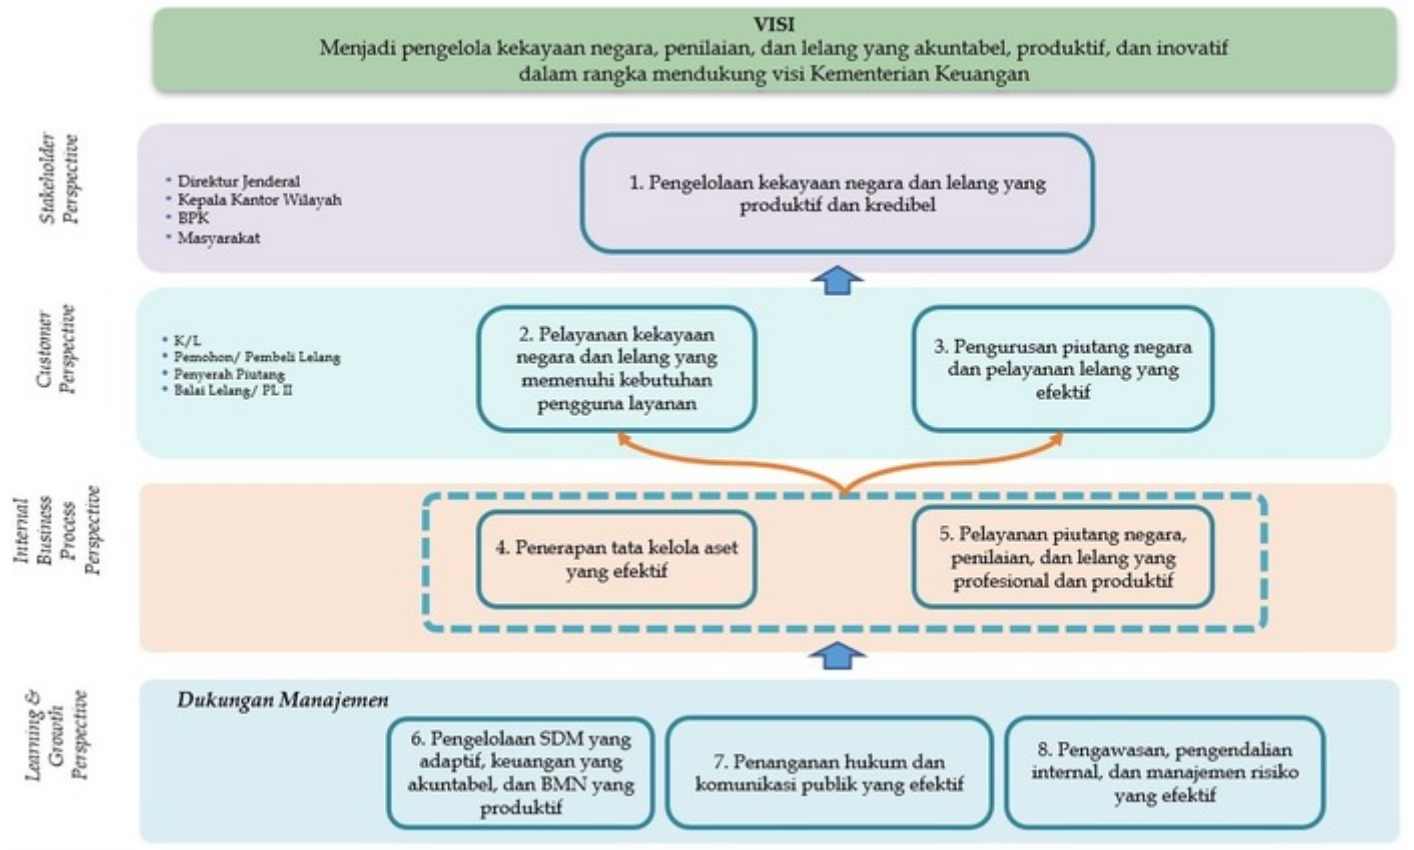 VISI
Menjadi pengelola kekayaan negara, penilaian, dan lelang yang akuntabel, produktif, dan inovatif
dalam rangka mendukung visi Kementerian Keuangan
Stakeholder
Perspective
• Direktur Jenderal
• Kepala Kantor Wilayah
• BPK
• Masyarakat
1. Pengelolaan kekayaan negara dan lelang yang
produktif dan kredibel
Customer
Perspective
• K/L
• Pemohon/ Pembeli Lelang
• Penyerah Piutang
• Balai Lelang/ PL II
2. Pelayanan kekayaan
negara dan lelang yang
memenuhi kebutuhan
pengguna layanan
3. Pengurusan piutang negara
dan pelayanan lelang yang
efektif
Internal
Business
Process
Perspective
4. Penerapan tata kelola aset
yang efektif
5. Pelayanan piutang negara,
penilaian, dan lelang yang
profesional dan produktif
Learning &
Growth
Perspective
Dukungan Manajemen
6. Pengelolaan SDM yang
adaptif, keuangan yang
akuntabel, dan BMN yang
produktif
7. Penanganan hukum dan
komunikasi publik yang efektif
8. Pengawasan, pengendalian
internal, dan manajemen risiko
yang efektif